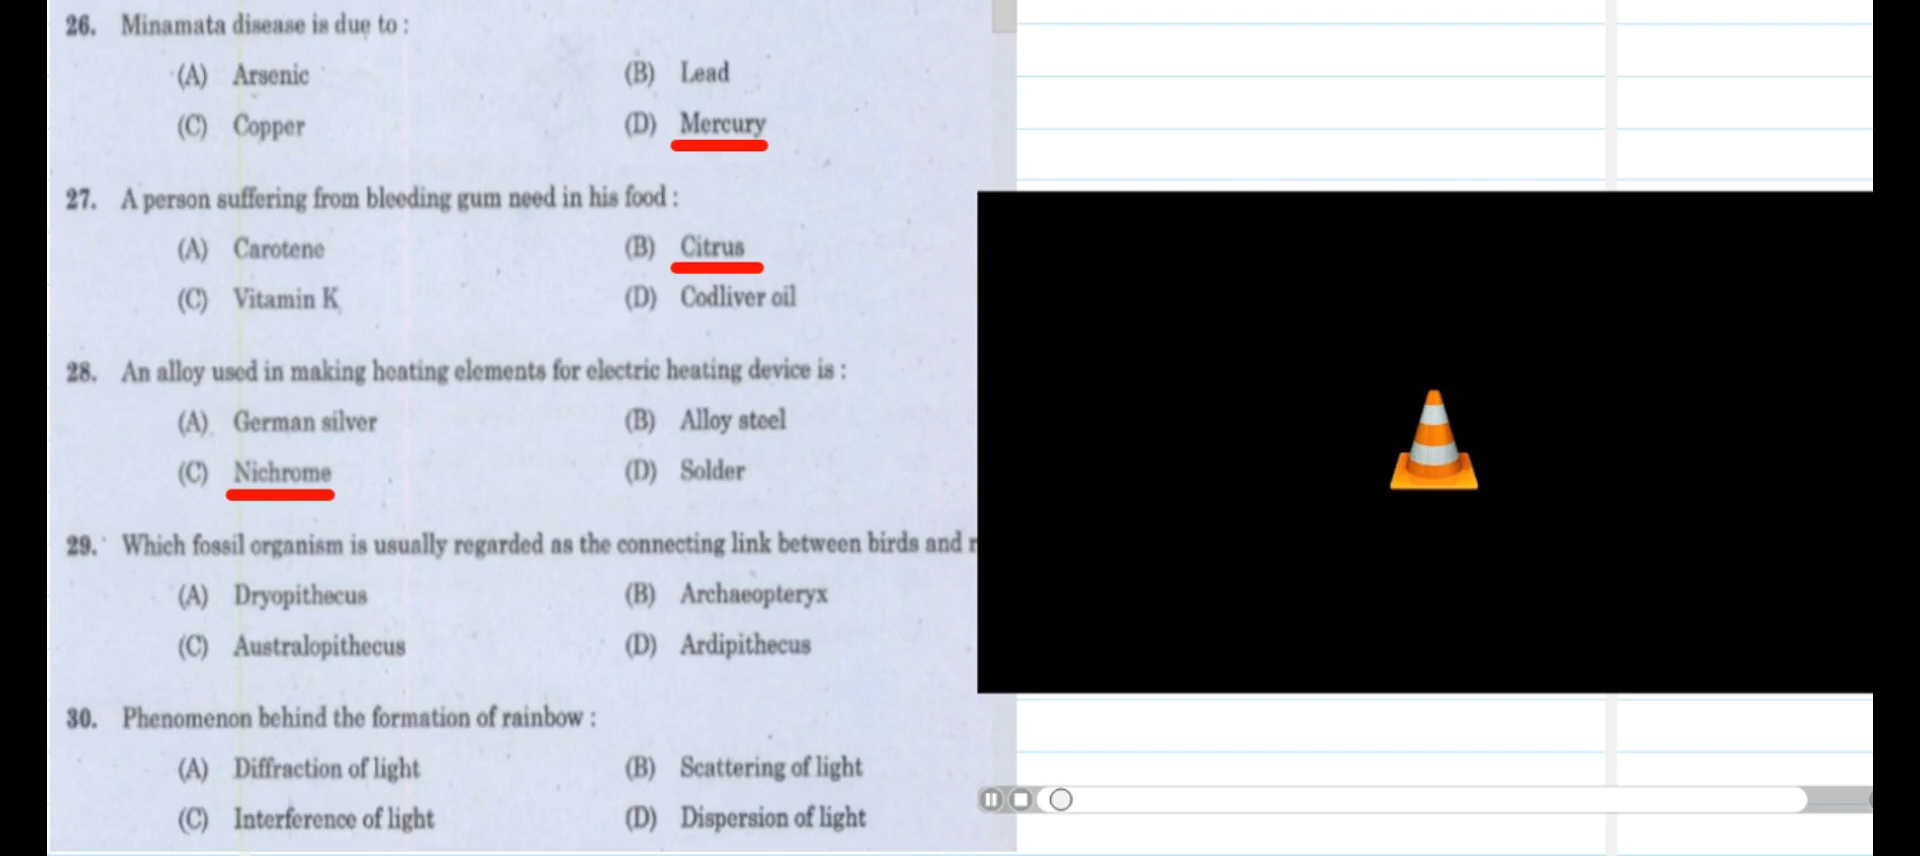 26. Minamata disease is due to :
(A) Arsenic (B) Lead
(C) Copper (D) Mercury
27. A person suffering from bleeding gum need in his food :
(A) Carotene (B) Citrus
(C) Vitamin K (D) Codliver oil
28. An alloy used in making heating elements for electric heating device is :
(A) German silver (B) Alloy steel
(C) Nichrome (D) Solder
29. Which fossil organism is usually regarded as the connecting link between birds and
(A) Dryopithecus (B) Archaeopteryx
(C) Australopithecus (D) Ardipithecus
30. Phenomenon behind the formation of rainbow :
(A) Diffraction of light (B) Scattering of light
(C) Interference of light (D) Dispersion of light